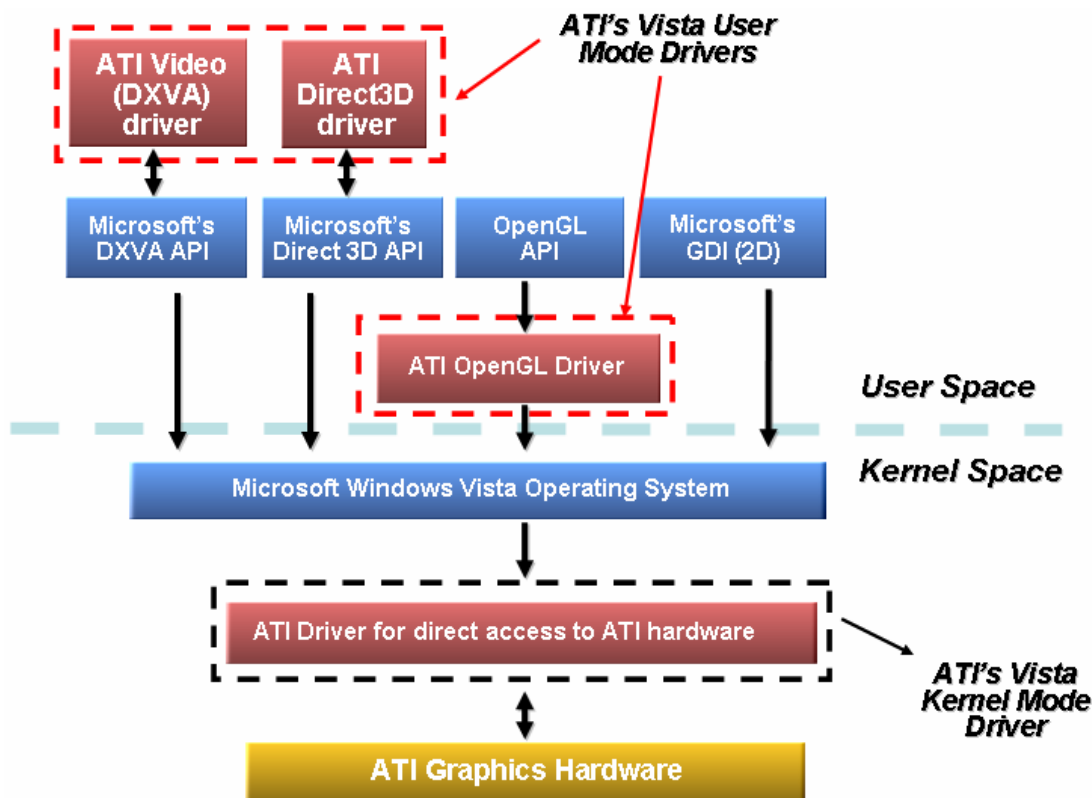 ATI's Vista User
Mode Drivers
ATI Video
(DXVA)
driver
ATI
Direct3D
driver
Microsoft's
DXVA API
Microsoft's
Direct 3D API
OpenGL
API
Microsoft's
GDI (2D)
ATI OpenGL Driver
User Space
Kernel Space
Microsoft Windows Vista Operating System
ATI Driver for direct access to ATI hardware
ATI's Vista
Kernel Mode
Driver
ATI Graphics Hardware